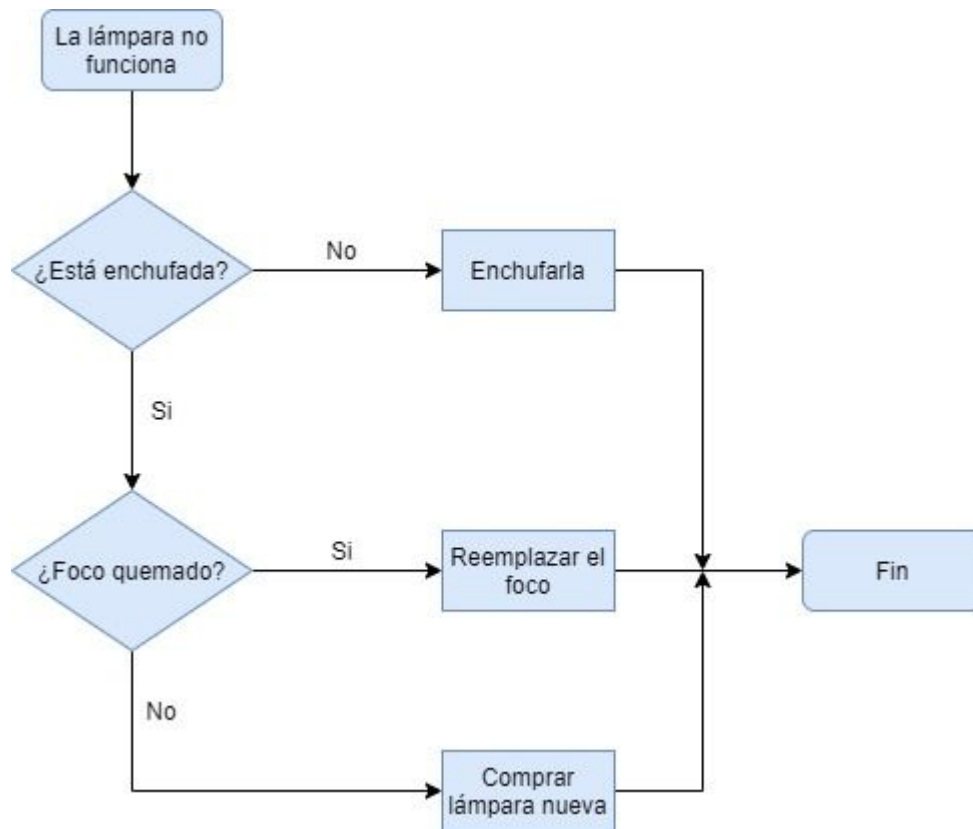 La lámpara no
funciona
¿Está enchufada?
No
Enchufarla
Si
¿Foco quemado?
Si
Reemplazar el
foco
Fin
No
Comprar
lámpara nueva